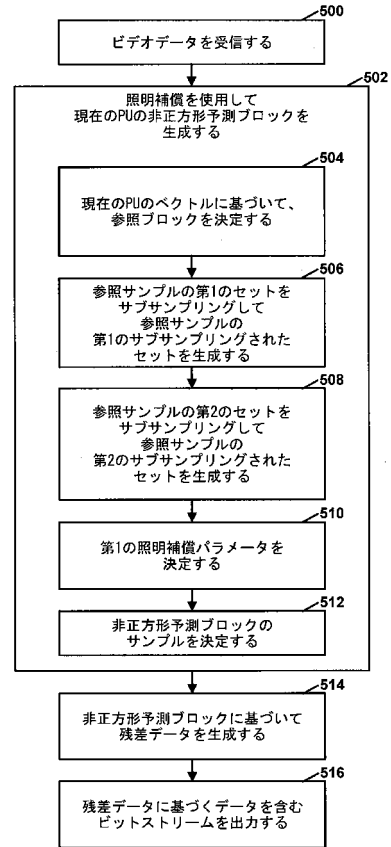 500
ビデオデータを受信する
502
照明補償を使用して
現在のPUの非正方形予測ブロックを
生成する
504
現在のPUのベクトルに基づいて、
参照ブロックを決定する
506
参照サンプルの第1のセットを
サブサンプリングして
参照サンプルの
第1のサブサンプリングされた
セットを生成する
508
参照サンプルの第2のセットを
サブサンプリングして
参照サンプルの
第2のサブサンプリングされた
セットを生成する
510
第1の照明補償パラメータを
決定する
512
非正方形予測ブロックの
サンプルを決定する
514
非正方形予測ブロックに基づいて
残差データを生成する
516
残差データに基づくデータを含む
ビットストリームを出力する